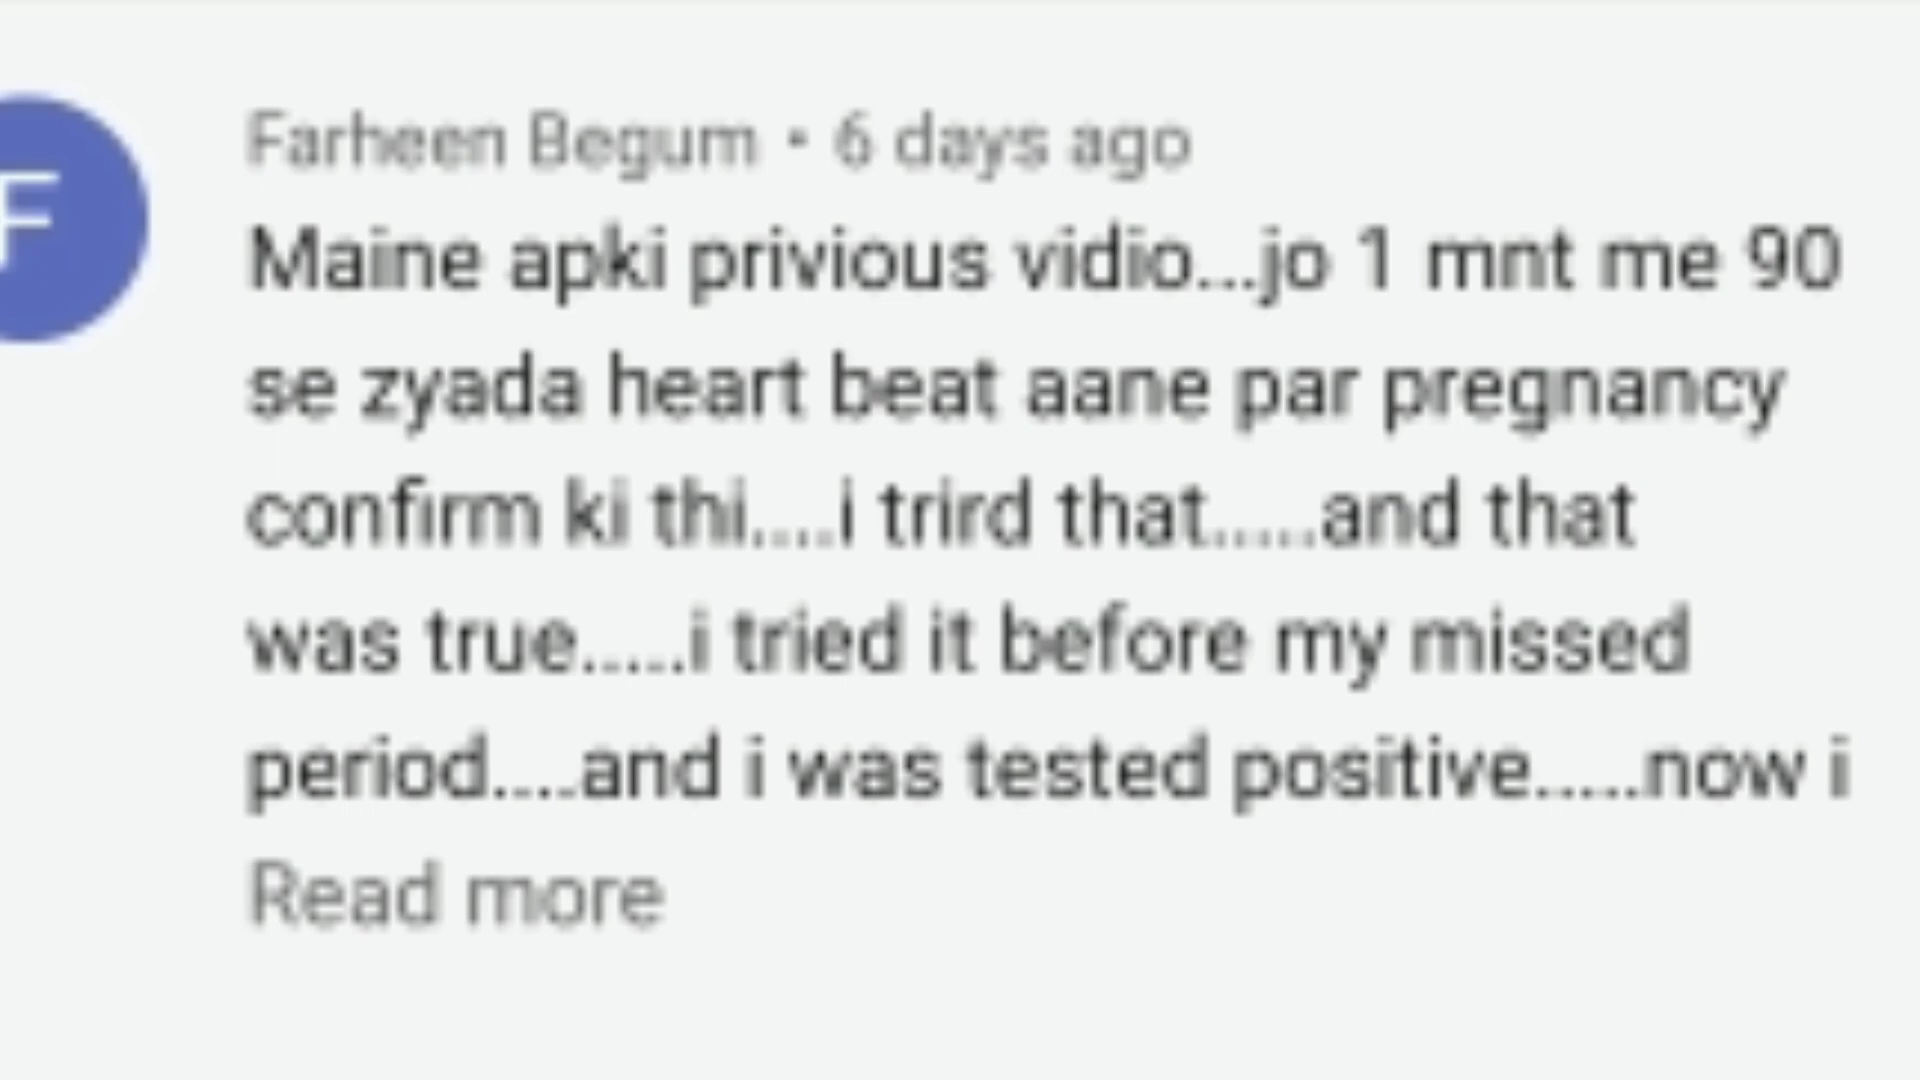 F
Farheen Begum • 6 days ago
Maine apki privious vidio...jo 1 mnt me 90
se zyada heart beat aane par pregnancy
confirm ki thi....i trird that.....and that
was true.....i tried it before my missed
period....and i was tested positive.....now i
Read more